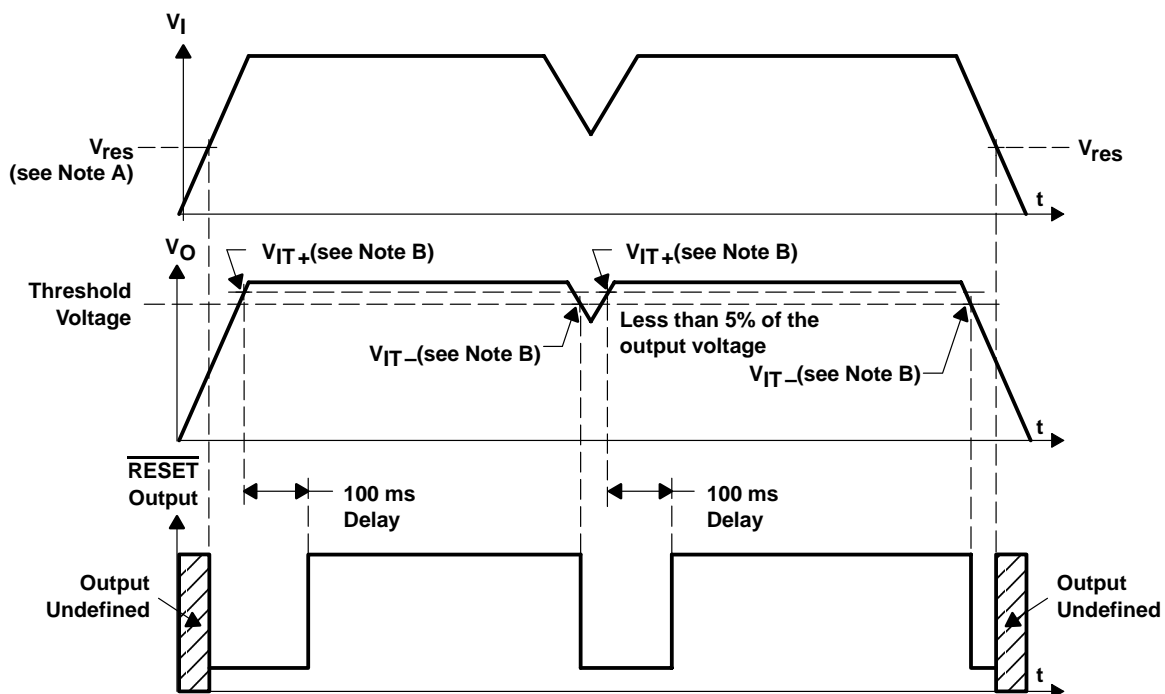 VI
Vres
(see Note A)
Vres
t
VO
VIT+(see Note B)
VIT+(see Note B)
Threshold
Voltage
Less than 5% of the
output voltage
VIT–(see Note B)
VIT–(see Note B)
t
RESET
Output
100 ms
Delay
100 ms
Delay
Output
Undefined
Output
Undefined
t